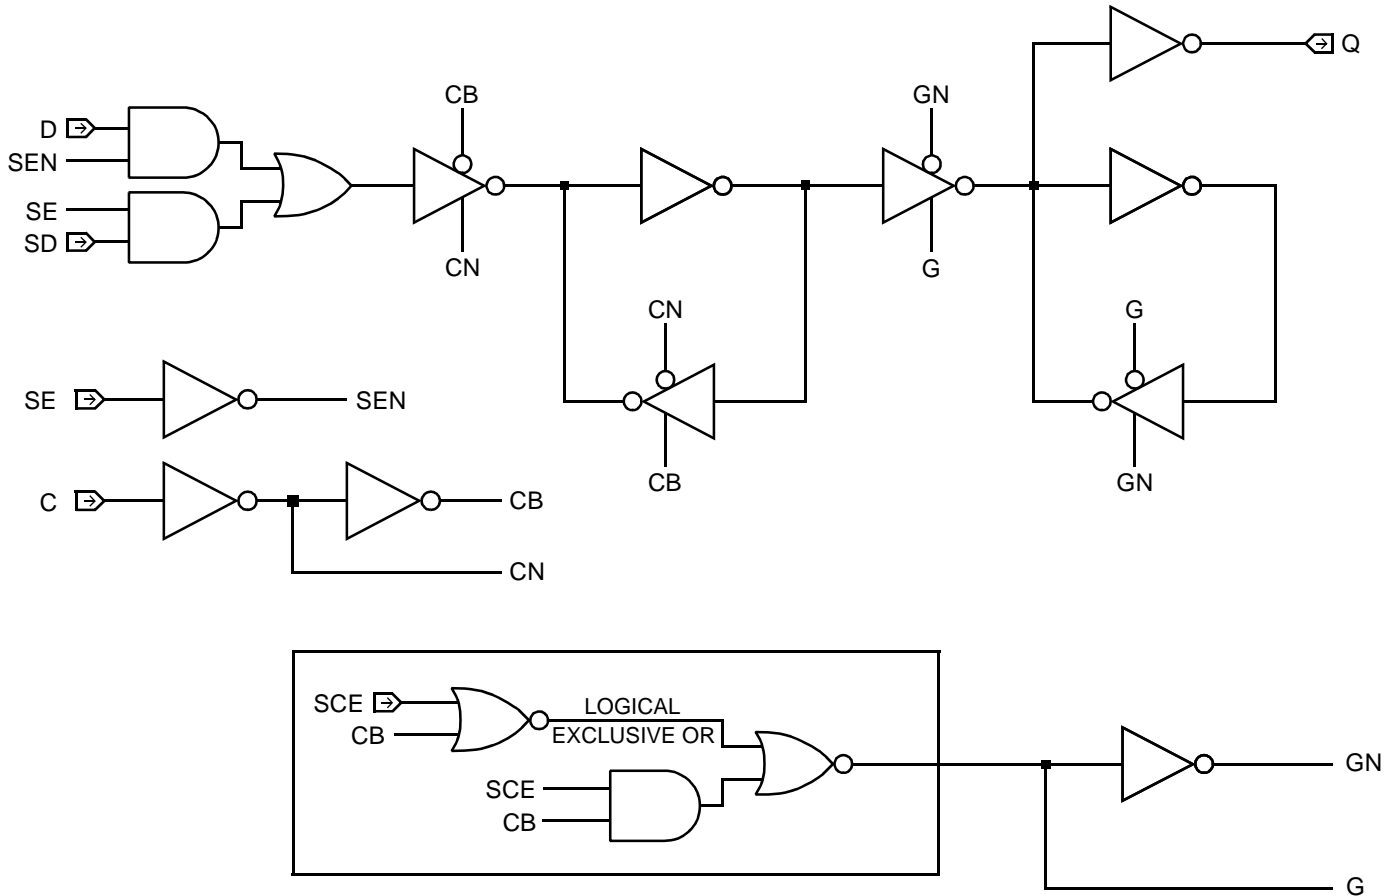 Q
CB
GN
D
SEN
SE
SD
CN
G
CN
G
SE
SEN
CB
GN
C
CB
CN
SCE
LOGICAL
CB
EXCLUSIVE OR
SCE
CB
GN
G